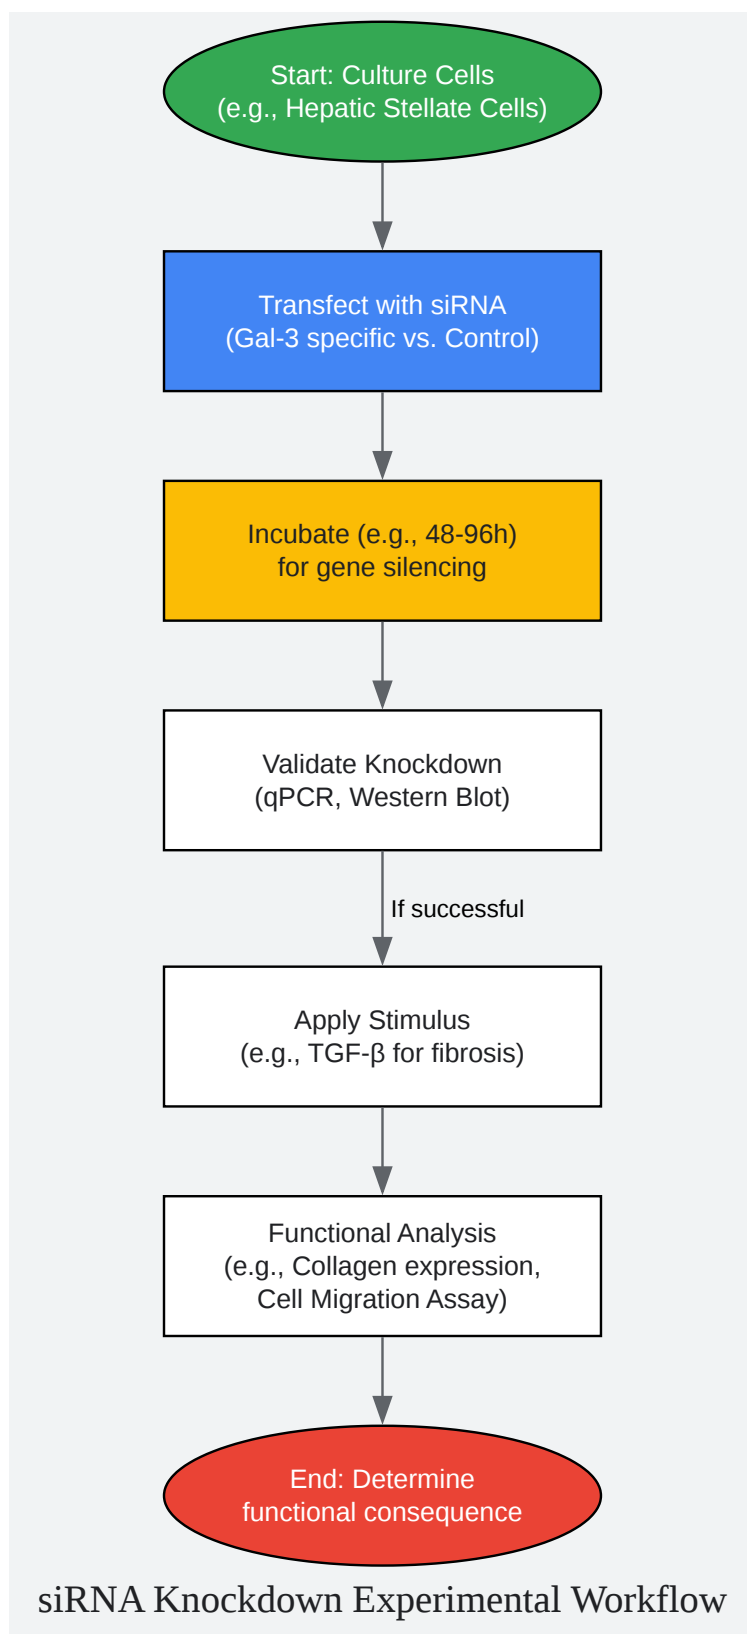 Start: Culture Cells
(e.g., Hepatic Stellate Cells)
Transfect with siRNA
(Gal-3 specific vs. Control)
Incubate (e.g., 48-96h)
for gene silencing
Validate Knockdown
(qPCR, Western Blot)
If successful
Apply Stimulus
(e.g., TGF-β for fibrosis)
Functional Analysis
(e.g., Collagen expression,
Cell Migration Assay)
End: Determine
functional consequence
siRNA Knockdown Experimental Workflow